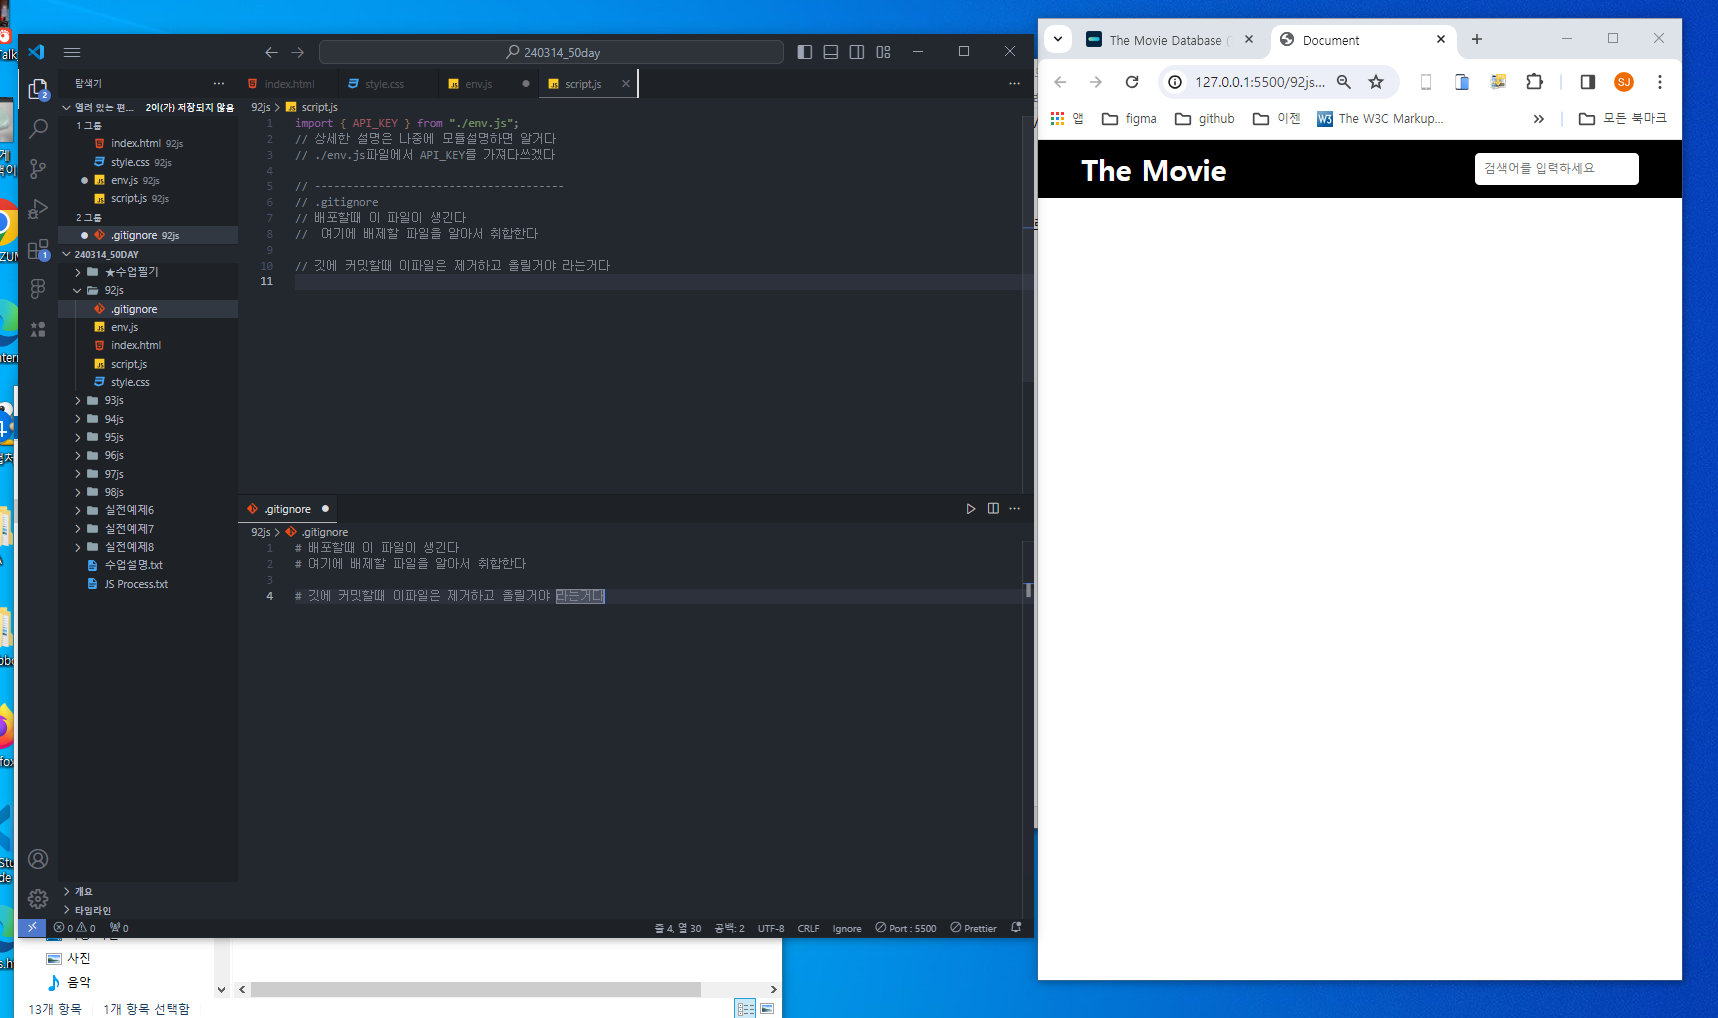 240314_50day
탐색기
열려 있는 편... 2이(가) 저장되지 않음
1 그룹
index.html 92js
style.css 92js
env.js 92js
script.js 92js
2 그룹
.gitignore 92js
240314_50DAY
★수업필기
92js
.gitignore
env.js
index.html
script.js
style.css
93js
94js
95js
96js
97js
98js
실전예제6
실전예제7
실전예제8
수업설명.txt
JS Process.txt
개요
타임라인
index.html
style.css
env.js
script.js
92js > script.js
1 import { API_KEY } from "./env.js";
2 // 상세한 설명은 나중에 모듈설명하면 알거다
3 // ./env.js파일에서 API_KEY를 가져다쓰겠다
4
5 // ---------------------------------------
6 // .gitignore
7 // 배포할때 이 파일이 생긴다
8 //  여기에 배제할 파일을 알아서 취합한다
9
10 // 깃에 커밋할때 이파일은 제거하고 올릴거야 라는거다
11
.gitignore
92js > .gitignore
1 # 배포할때 이 파일이 생긴다
2 # 여기에 배제할 파일을 알아서 취합한다
3
4 # 깃에 커밋할때 이파일은 제거하고 올릴거야 라는거다
0 0 0
줄 4, 열 30 공백: 2 UTF-8 CRLF Ignore Port : 5500 Prettier
The Movie Database (
Document
127.0.0.1:5500/92js...
SJ
앱 figma github 이젠 The W3C Markup... 모든 북마크
The Movie
검색어를 입력하세요
사진
음악
13개 항목 1개 항목 선택함